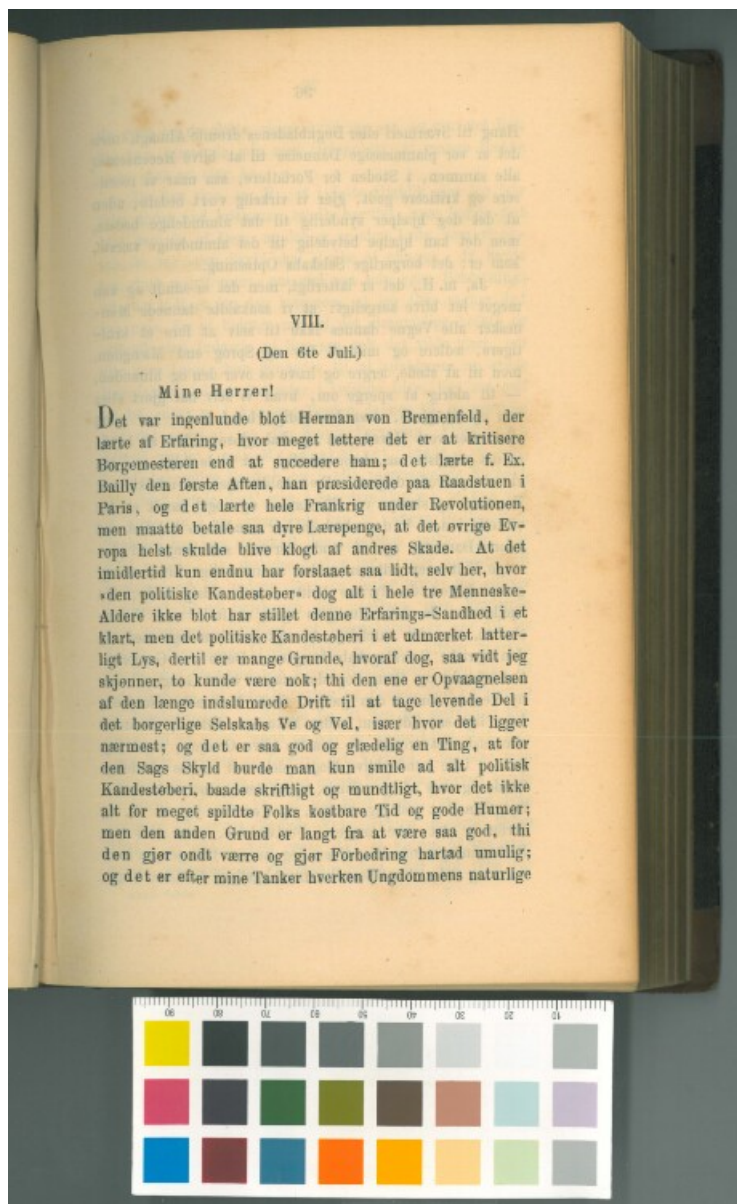 VIII.
(Den 6te Juli.)
Mine Herrer!
Det var ingenlunde blot Herman von Bremenfeld, der
lærte af Erfaring, hvor meget lettere det er at kritisere
Borgemesteren end at succedere ham; det lærte f. Ex.
Bailly den første Aften, han præsiderede paa Raadstuen i
Paris, og det lærte hele Frankrig under Revolutionen,
men maatte betale saa dyre Lærepenge, at det øvrige Ev-
ropa helst skulde blive klogt af andres Skade. At det
imidlertid kun endnu har forslaaet saa lidt, selv her, hvor
»den politiske Kandestøber« dog alt i hele tre Menneske-
Aldere ikke blot har stillet denne Erfarings-Sandhed i et
klart, men det politiske Kandestøberi i et udmærket latter-
ligt Lys, dertil er mange Grunde, hvoraf dog, saa vidt jeg
skjønner, to kunde være nok; thi den ene er Opvaagnelsen
af den længe indslumrede Drift til at tage levende Del i
det borgerlige Selskabs Ve og Vel, især hvor det ligger
nærmest; og det er saa god og glædelig en Ting, at for
den Sags Skyld burde man kun smile ad alt politisk
Kandestøberi, baade skriftligt og mundtligt, hvor det ikke
alt for meget spildte Folks kostbare Tid og gode Humør;
men den anden Grund er langt fra at være saa god, thi
den gjør ondt værre og gjør Forbedring hartad umulig;
og det er efter mine Tanker hverken Ungdommens naturlige
90 80 70 60 50 40 30 20 10